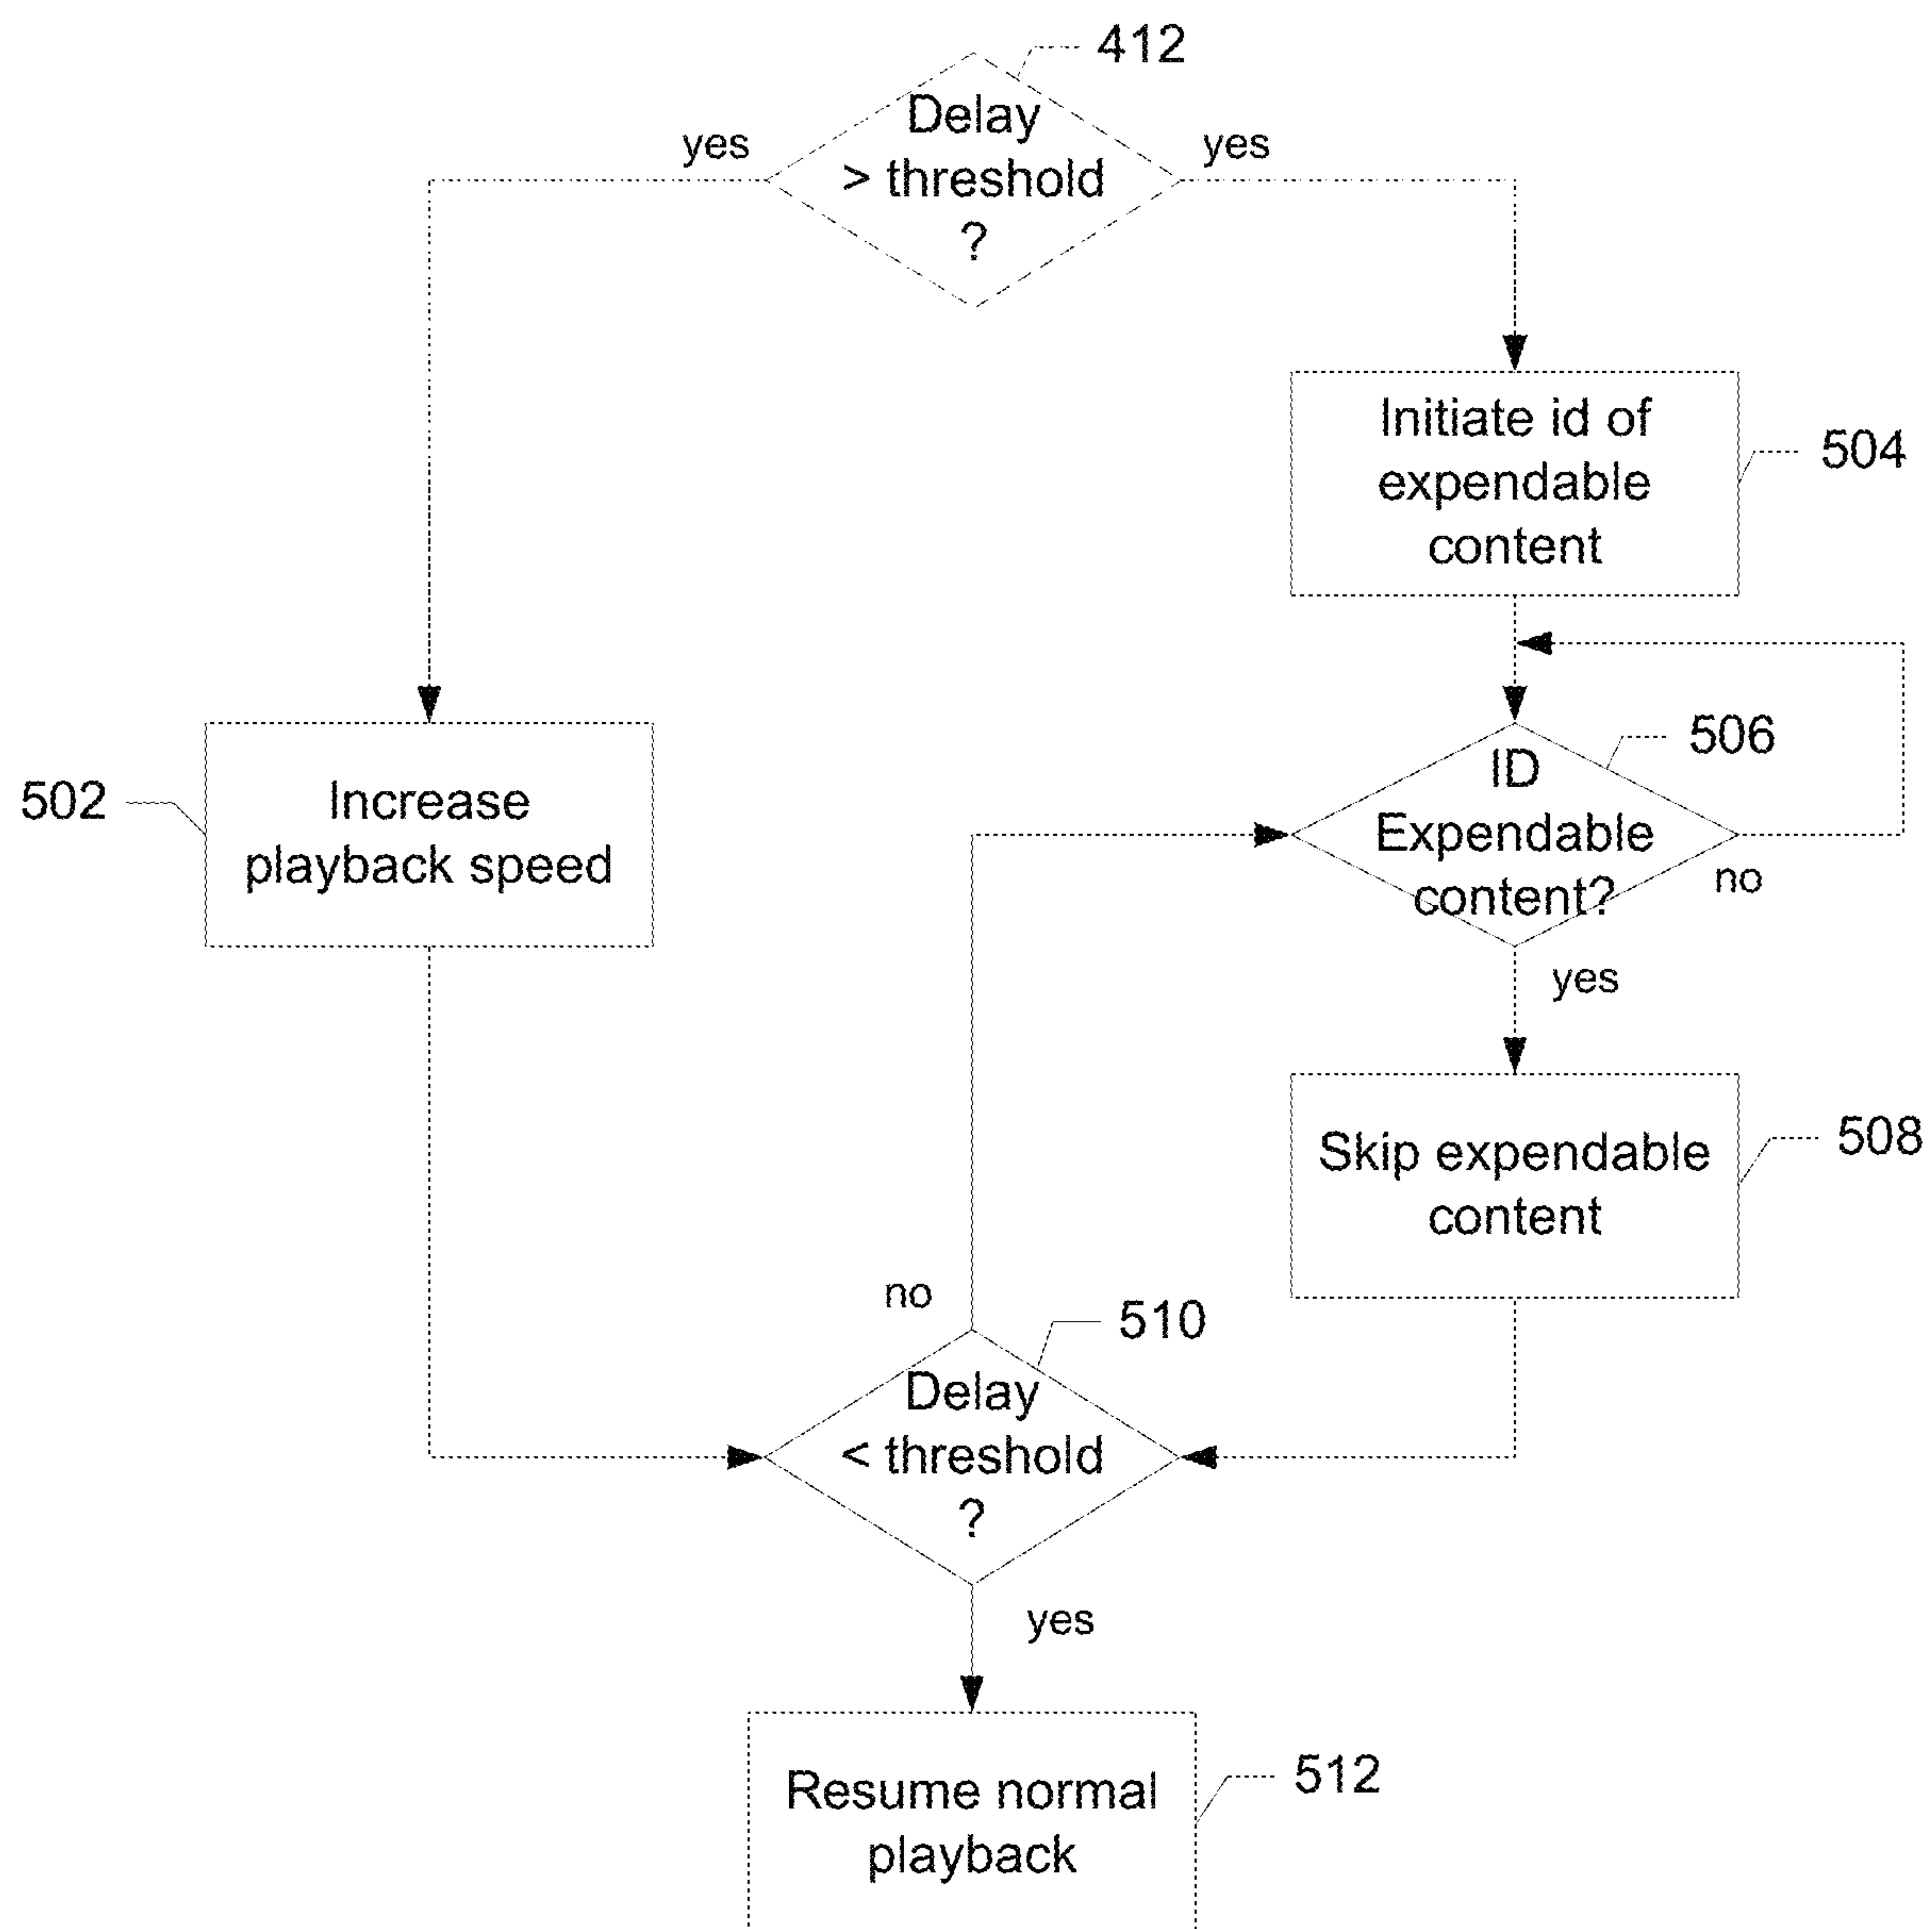 412
Delay
> threshold
?
yes
yes
Initiate id of
expendable
content
504
506
ID
Expendable
content?
no
502
Increase
playback speed
yes
Skip expendable
content
508
no
510
Delay
< threshold
?
yes
Resume normal
playback
512